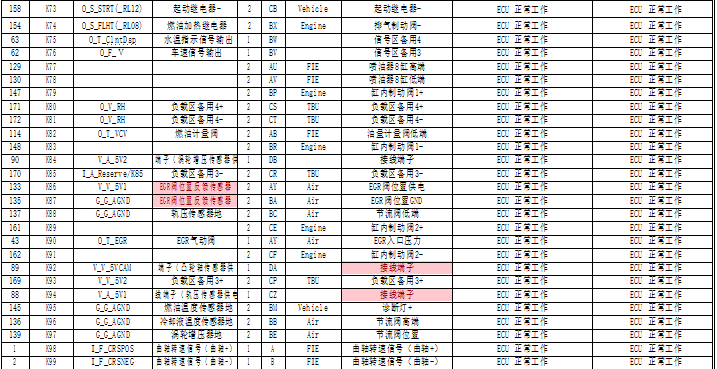 158 K73 O_S_STRT(_RL12) 起动继电器- 2 CB Vehicle 起动继电器- ECU 正常工作 ECU 正常工作
154 K74 O_S_FLHT(_RL08) 燃油加热继电器 2 BX Engine 排气制动阀- ECU 正常工作 ECU 正常工作
63 K75 O_T_ClntDsp 水温指示信号输出 1 BW 信号区备用4 ECU 正常工作 ECU 正常工作
62 K76 O_F_V 车速信号输出 1 BV 信号区备用3 ECU 正常工作 ECU 正常工作
129 K77 2 AU FIE 喷油器8缸高端 ECU 正常工作 ECU 正常工作
130 K78 2 AV FIE 喷油器8缸低端 ECU 正常工作 ECU 正常工作
147 K79 2 BP Engine 缸内制动阀1+ ECU 正常工作 ECU 正常工作
171 K80 O_V_RH 负载区备用4+ 2 CS TBU 负载区备用4+ ECU 正常工作 ECU 正常工作
172 K81 O_V_RH 负载区备用4- 2 CT TBU 负载区备用4- ECU 正常工作 ECU 正常工作
114 K82 O_T_VCV 燃油计量阀 2 AB FIE 油量计量阀低端 ECU 正常工作 ECU 正常工作
148 K83 2 BR Engine 缸内制动阀1- ECU 正常工作 ECU 正常工作
90 K84 V_A_5V2 端子（涡轮增压传感器供 1 DB 接线端子 ECU 正常工作 ECU 正常工作
170 K85 I_A_Reserve/K85 负载区备用3- 2 CR TBU 负载区备用3- ECU 正常工作 ECU 正常工作
133 K86 V_V_5V1 EGR阀位置反馈传感器 2 AY Air EGR阀位置供电 ECU 正常工作 ECU 正常工作
135 K87 G_G_AGND EGR阀位置反馈传感器 2 BA Air EGR阀位置GND ECU 正常工作 ECU 正常工作
137 K88 G_G_AGND 轨压传感器地 2 BC Air 节流阀低端 ECU 正常工作 ECU 正常工作
161 K89 2 CE Engine 缸内制动阀2+ ECU 正常工作 ECU 正常工作
43 K90 O_T_EGR EGR气动阀 1 AY Air EGR入口压力 ECU 正常工作 ECU 正常工作
162 K91 2 CF Engine 缸内制动阀2- ECU 正常工作 ECU 正常工作
89 K92 V_V_5VCAM 端子（凸轮轴传感器供 1 DA 接线端子 ECU 正常工作 ECU 正常工作
169 K93 V_V_5V2 负载区备用3+ 2 CP TBU 负载区备用3+ ECU 正常工作 ECU 正常工作
88 K94 V_A_5V1 线端子（轨压传感器供电 1 CZ 接线端子 ECU 正常工作 ECU 正常工作
145 K95 G_G_AGND 燃油温度传感器地 2 BM Vehicle 诊断灯+ ECU 正常工作 ECU 正常工作
136 K96 G_G_AGND 冷却液温度传感器地 2 BB Air 节流阀高端 ECU 正常工作 ECU 正常工作
139 K97 G_G_AGND 涡轮增压器地 2 BE Air 节流阀位置 ECU 正常工作 ECU 正常工作
1 K98 I_F_CRSPOS 曲轴转速信号（曲轴+） 1 A FIE 曲轴转速信号（曲轴+） ECU 正常工作 ECU 正常工作
2 K99 I_F_CRSNEG 曲轴转速信号（曲轴-） 1 B FIE 曲轴转速信号（曲轴-） ECU 正常工作 ECU 正常工作